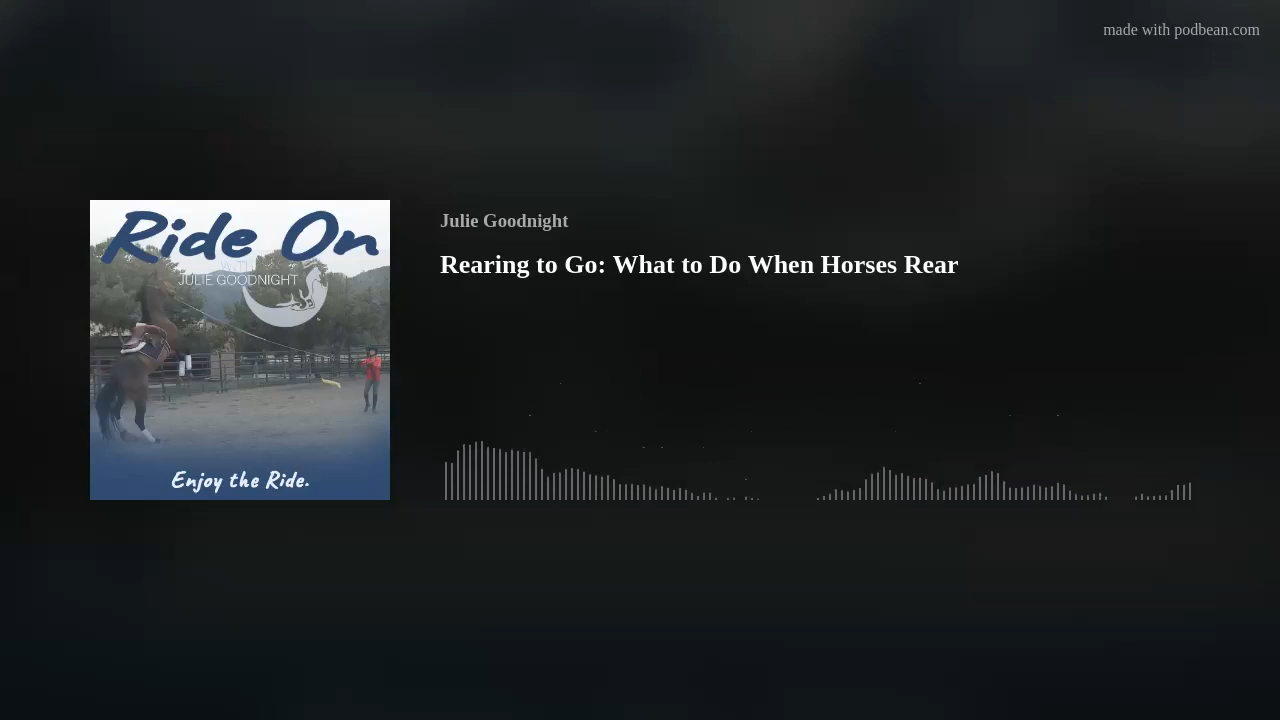 made with podbean.com
Ride On
WITH
JULIE GOODNIGHT
Enjoy the Ride.
Julie Goodnight
Rearing to Go: What to Do When Horses Rear